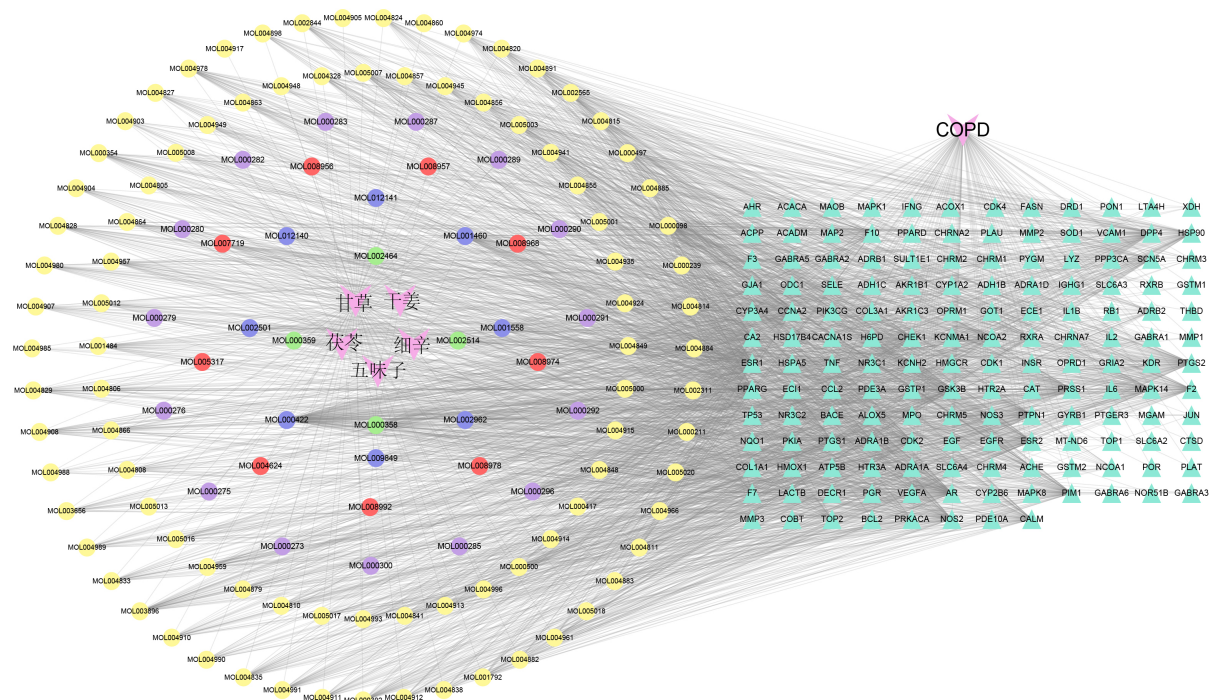 MOL004905 MOL004824
MOL002844 MOL004860
MOL004898 MOL004974
MOL004917 MOL004820
MOL004978 MOL004328 MOL005007 MOL004857 MOL004891
MOL004948 MOL004945
MOL004827 MOL002565
MOL004863 MOL004856
MOL004903 MOL000283 MOL000287 MOL005003 MOL004815
MOL004949
COPD
MOL000354 MOL005008 MOL000282 MOL000289 MOL004941 MOL000497
MOL008956 MOL008957
MOL004904 MOL004805 MOL004855 MOL004885
MOL012141
AHR ACACA MAOB MAPK1 IFNG ACOX1 CDK4 FASN DRD1 PON1 LTA4H XDH
MOL004828 MOL004864 MOL000280 MOL000290 MOL005001 MOL000098
MOL007719 MOL012140 MOL001460 MOL008968
ACPP ACADM MAP2 F10 PPARD CHRNA2 PLAU MMP2 SOD1 VCAM1 DPP4 HSP90
MOL002464
MOL004980 MOL004957 MOL004935 MOL000239
F3 GABRA5 GABRA2 ADRB1 SULT1E1 CHRM2 CHRM1 PYGM LYZ PPP3CA SCN5A CHRM3
GJA1 ODC1 SELE ADH1C AKR1B1 CYP1A2 ADH1B ADRA1D IGHG1 SLC6A3 RXRB GSTM1
甘草 干姜
MOL004907 MOL005012 MOL004924 MOL004814
CYP3A4 CCNA2 PIK3CG COL3A1 AKR1C3 OPRM1 GOT1 ECE1 IL1B RB1 ADRB2 THBD
MOL000279 MOL000291
MOL002501 MOL001558
CA2 HSD17B4 CACNA1S H6PD CHEK1 KCNMA1 NCOA2 RXRA CHRNA7 IL2 GABRA1 MMP1
MOL000359 MOL002514
茯苓 细辛
MOL004985 MOL001484 MOL004849 MOL004884
MOL005317 MOL008974
ESR1 HSPA5 TNF NR3C1 KCNH2 HMGCR CDK1 INSR OPRD1 GRIA2 KDR PTGS2
五味子
MOL004829 MOL004806 MOL005000 MOL002311
PPARG ECI1 CCL2 PDE3A GSTP1 GSK3B HTR2A CAT PRSS1 IL6 MAPK14 F2
MOL000276 MOL000292
TP53 NR3C2 BACE ALOX5 MPO CHRM5 NOS3 PTPN1 GYRB1 PTGER3 MGAM JUN
MOL000422 MOL000358 MOL002962
MOL004908 MOL004866 MOL004915 MOL000211
NQO1 PKIA PTGS1 ADRA1B CDK2 EGF EGFR ESR2 MT-ND6 TOP1 SLC6A2 CTSD
MOL009849
MOL004624 MOL008978
COL1A1 HMOX1 ATP5B HTR3A ADRA1A SLC6A4 CHRM4 ACHE GSTM2 NCOA1 POR PLAT
MOL004988 MOL004808 MOL004848 MOL005020
MOL000275 MOL000296
F7 LACTB DECR1 PGR VEGFA AR CYP2B6 MAPK8 PIM1 GABRA6 NOR51B GABRA3
MOL003656 MOL005013 MOL008992 MOL000417 MOL004966
MMP3 COBT TOP2 BCL2 PRKACA NOS2 PDE10A CALM
MOL004989 MOL005016 MOL000273 MOL000285 MOL004914 MOL004811
MOL004833 MOL004959 MOL000300 MOL000500 MOL004883
MOL003896 MOL004879 MOL004996 MOL005018
MOL004810 MOL005017 MOL004993 MOL004841 MOL004913
MOL004910 MOL004961
MOL004990 MOL004882
MOL004835 MOL001792
MOL004991 MOL004838
MOL004911 MOL004912